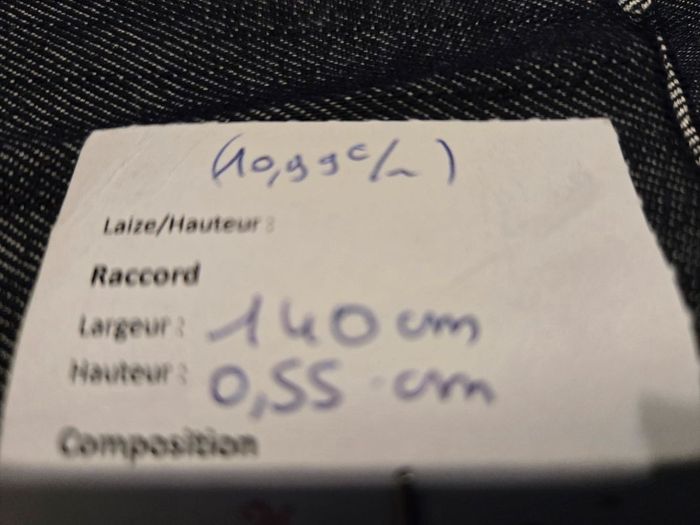 (10,99€/m)
Laize/Hauteur :
Raccord
Largeur : 140 cm
Hauteur : 0,55 cm
Composition